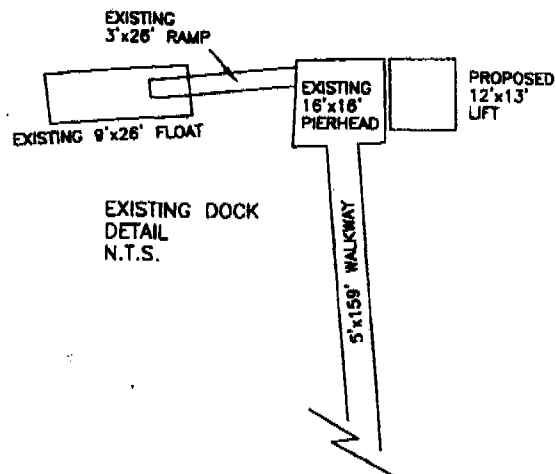 EXISTING
3'x26' RAMP
EXISTING
16'x16'
PIERHEAD
PROPOSED
12'x13'
LIFT
EXISTING 9'x26' FLOAT
EXISTING DOCK
DETAIL
N.T.S.
5'x159' WALKWAY